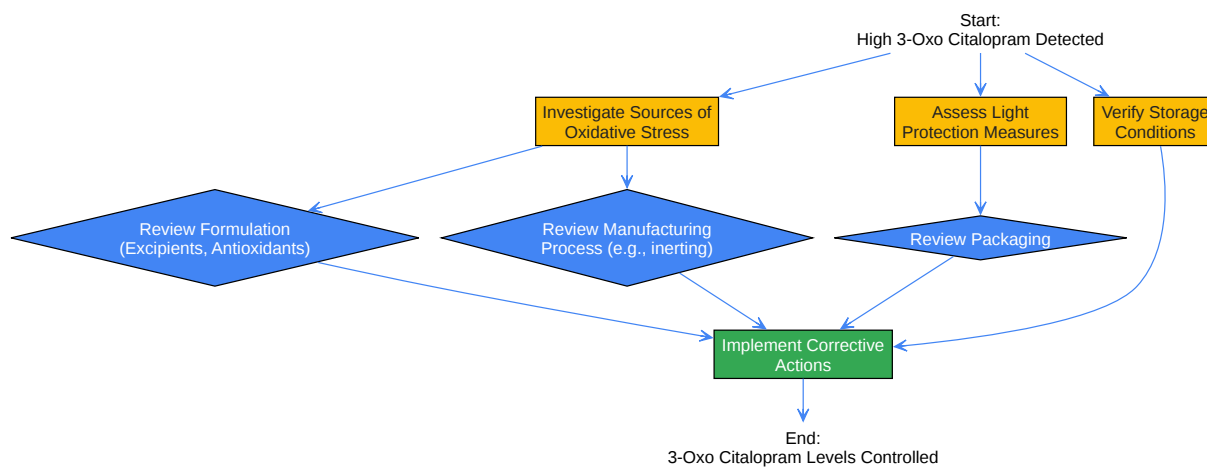 Start:
High 3-Oxo Citalopram Detected
Investigate Sources of
Oxidative Stress
Assess Light
Protection Measures
Verify Storage
Conditions
Review Formulation
(Excipients, Antioxidants)
Review Manufacturing
Process (e.g., inerting)
Review Packaging
Implement Corrective
Actions
End:
3-Oxo Citalopram Levels Controlled